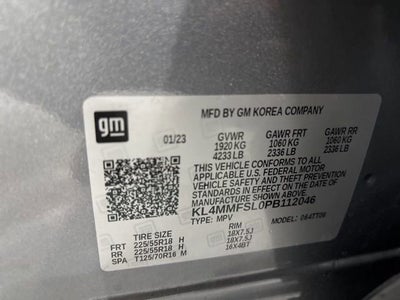 MFD BY GM KOREA COMPANY
gm
01/23 GVWR GAWR FRT GAWR RR
1920 KG 1060 KG 1060 KG
4233 LB 2336 LB 2336 LB
THIS VEHICLE CONFORMS TO ALL
APPLICABLE U.S. FEDERAL MOTOR
VEHICLE SAFETY, BUMPER, AND
THEFT PREVENTION STANDARDS IN
EFFECT ON THE DATE OF
MANUFACTURE SHOWN ABOVE.
KL4MMFSL0PB112046
TYPE: MPV MODEL: 064TT06
TIRE SIZE RIM
FRT 225/55R18 H 18X7.5J
RR 225/55R18 H 18X7.5J
SPA T125/70R16 M 16X4BT